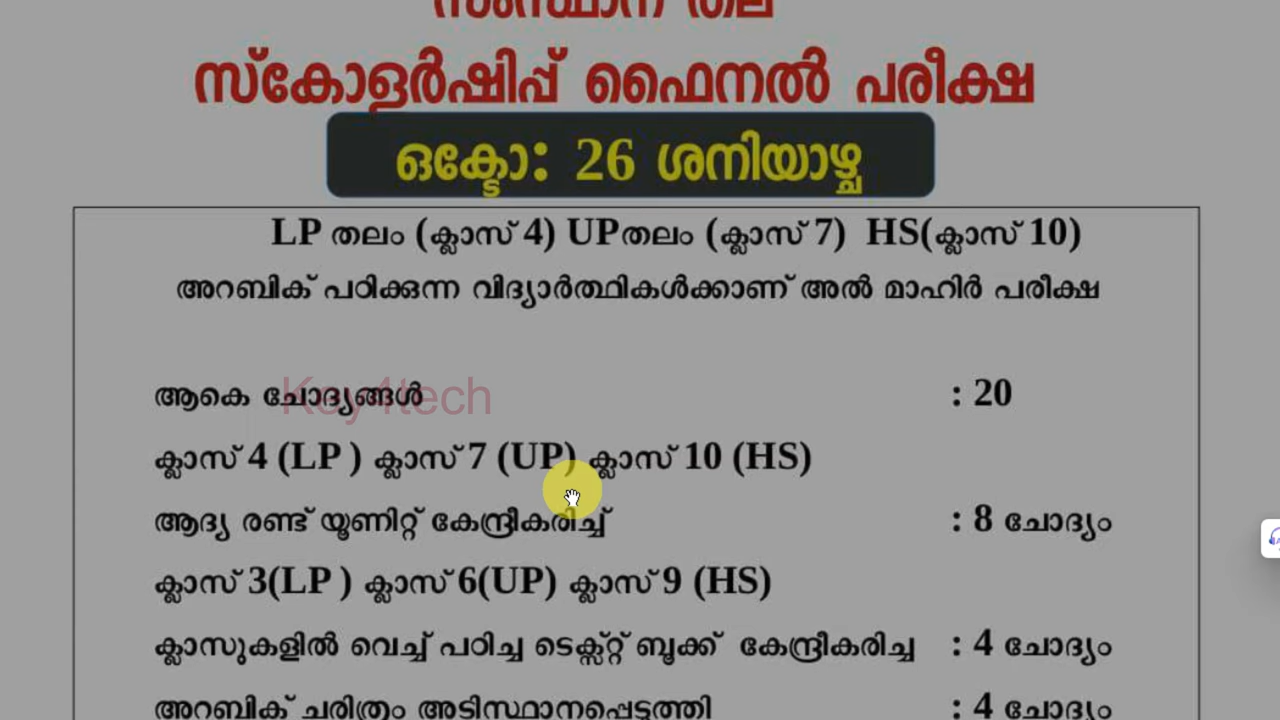 സംസ്ഥാന തല
സ്കോളർഷിപ്പ് ഫൈനൽ പരീക്ഷ
ഒക്ടോ: 26 ശനിയാഴ്ച
LP തലം (ക്ലാസ് 4) UPതലം (ക്ലാസ് 7) HS(ക്ലാസ് 10)
അറബിക് പഠിക്കുന്ന വിദ്യാർത്ഥികൾക്കാണ് അൽ മാഹിർ പരീക്ഷ
Key4tech
ആകെ ചോദ്യങ്ങൾ : 20
ക്ലാസ് 4 (LP ) ക്ലാസ് 7 (UP) ക്ലാസ് 10 (HS)
ആദ്യ രണ്ട് യൂണിറ്റ് കേന്ദ്രീകരിച്ച് : 8 ചോദ്യം
ക്ലാസ് 3(LP ) ക്ലാസ് 6(UP) ക്ലാസ് 9 (HS)
ക്ലാസുകളിൽ വെച്ച് പഠിച്ച ടെക്സ്റ്റ് ബൂക്ക് കേന്ദ്രീകരിച്ച : 4 ചോദ്യം
അറബിക് ചരിത്രം അടിസ്ഥാനപ്പെടുത്തി : 4 ചോദ്യം